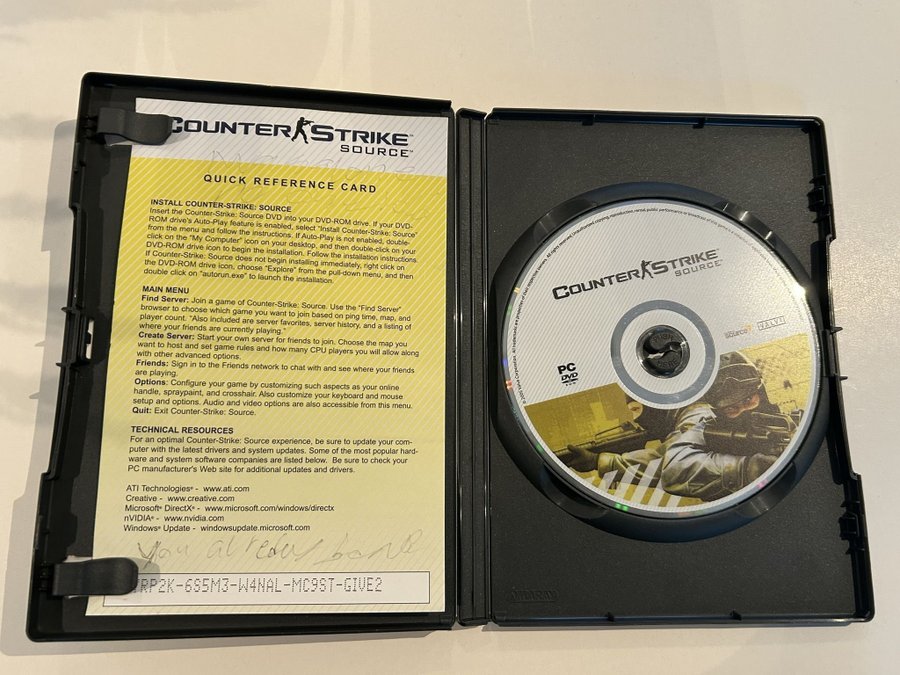 COUNTER STRIKE™
SOURCE™
QUICK REFERENCE CARD
INSTALL COUNTER-STRIKE: SOURCE
Insert the Counter-Strike: Source DVD into your DVD-ROM drive. If your DVD-
ROM drive's Auto-Play feature is enabled, select "Install Counter-Strike: Source"
from the menu and follow the instructions. If Auto-Play is not enabled, double-
click on the "My Computer" icon on your desktop, and then double-click on your
DVD-ROM drive icon to begin the installation. Follow the installation instructions.
If Counter-Strike: Source does not begin installing immediately, right click on
the DVD-ROM drive icon, choose "Explore" from the pull-down menu, and then
double click on "autorun.exe" to launch the installation.
MAIN MENU
Find Server: Join a game of Counter-Strike: Source. Use the "Find Server"
browser to choose which game you want to join based on ping time, map, and
player count. "Also included are server favorites, server history, and a listing of
where your friends are currently playing."
Create Server: Start your own server for friends to join. Choose the map you
want to host and set game rules and how many CPU players you will allow along
with other advanced options.
Friends: Sign in to the Friends network to chat with and see where your friends
are playing.
Options: Configure your game by customizing such aspects as your online
handle, spraypaint, and crosshair. Also customize your keyboard and mouse
setup and options. Audio and video options are also accessible from this menu.
Quit: Exit Counter-Strike: Source.
TECHNICAL RESOURCES
For an optimal Counter-Strike: Source experience, be sure to update your com-
puter with the latest drivers and system updates. Some of the most popular hard-
ware and system software companies are listed below. Be sure to check your
PC manufacturer's Web site for additional updates and drivers.
ATI Technologies® - www.ati.com
Creative - www.creative.com
Microsoft® DirectX® - www.microsoft.com/windows/directx
nVIDIA® - www.nvidia.com
Windows® Update - windowsupdate.microsoft.com
You already
RP2K-6S5M3-W4NAL-MC9ST-GIVE2
COUNTER STRIKE™
SOURCE™
source
VALVE
PC
DVD
AMARAY